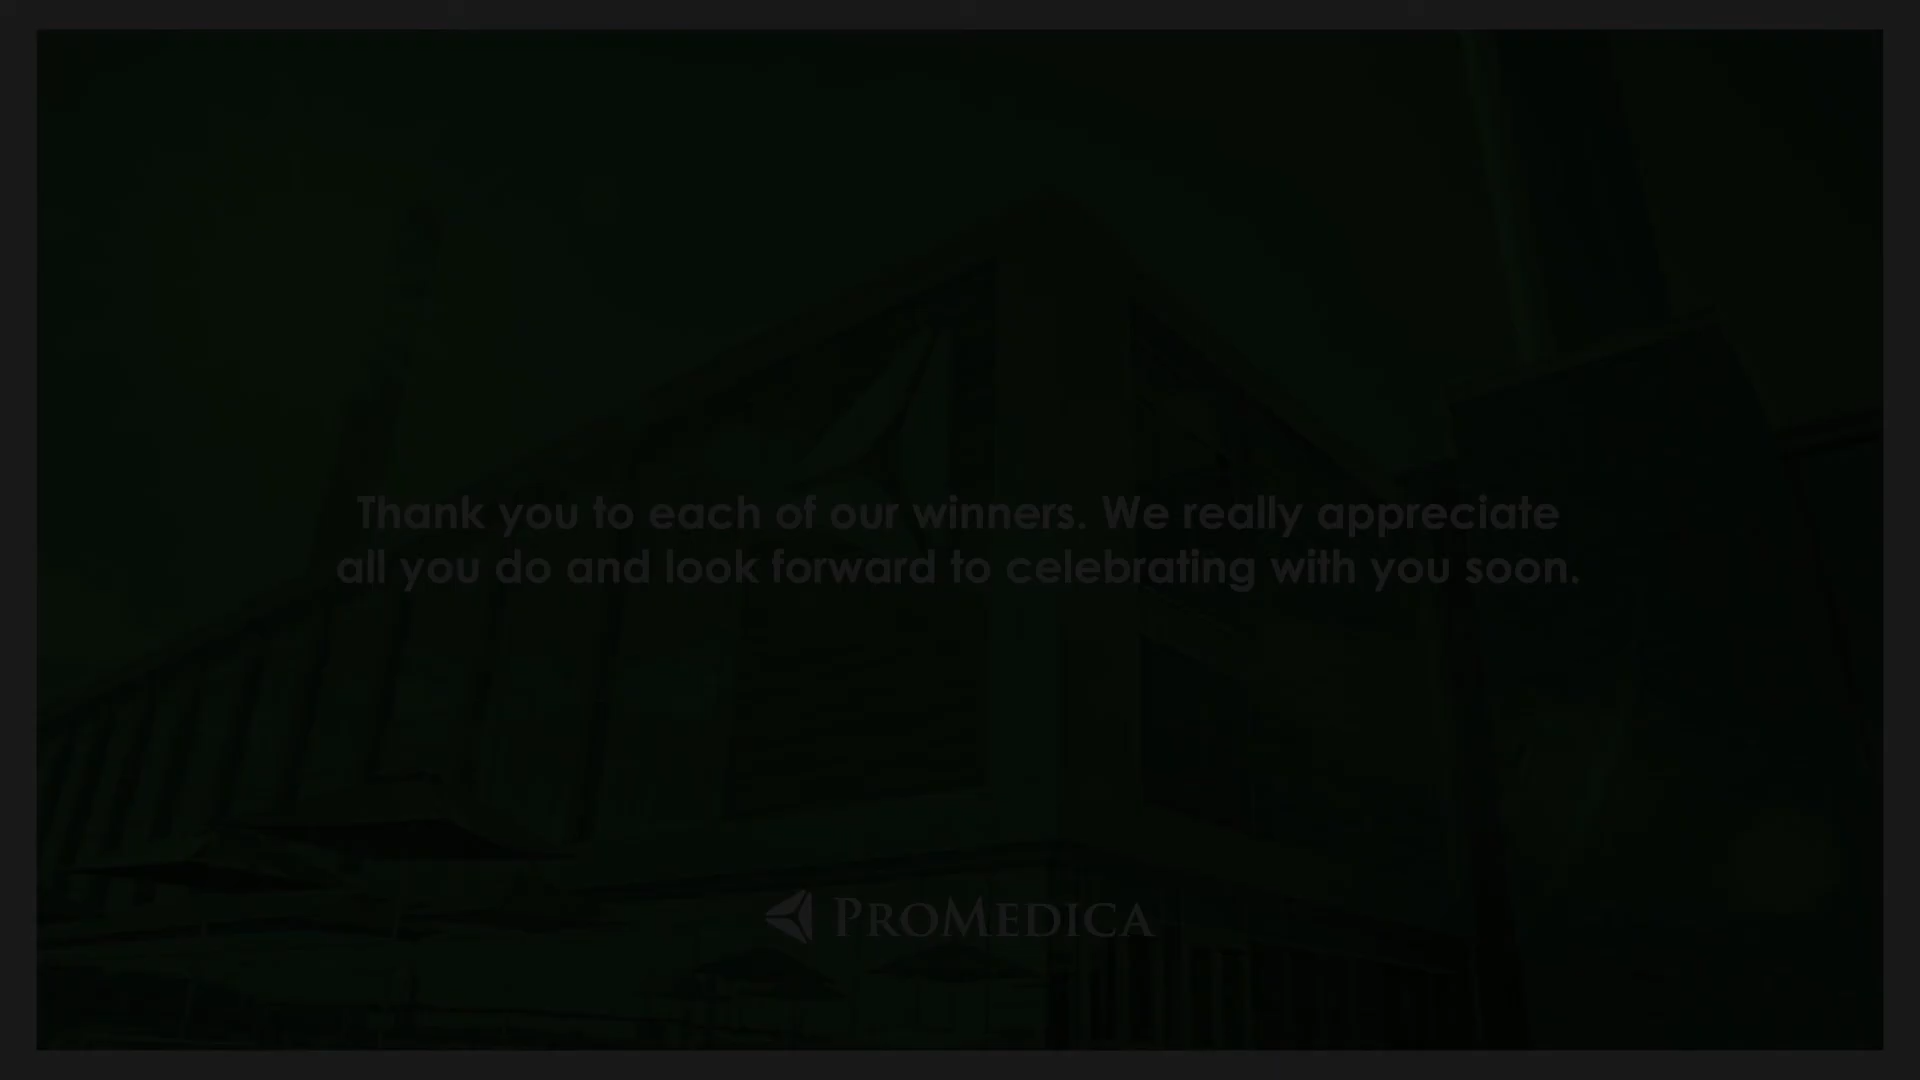 Thank you to each of our winners. We really appreciate
all you do and look forward to celebrating with you soon.
PROMEDICA